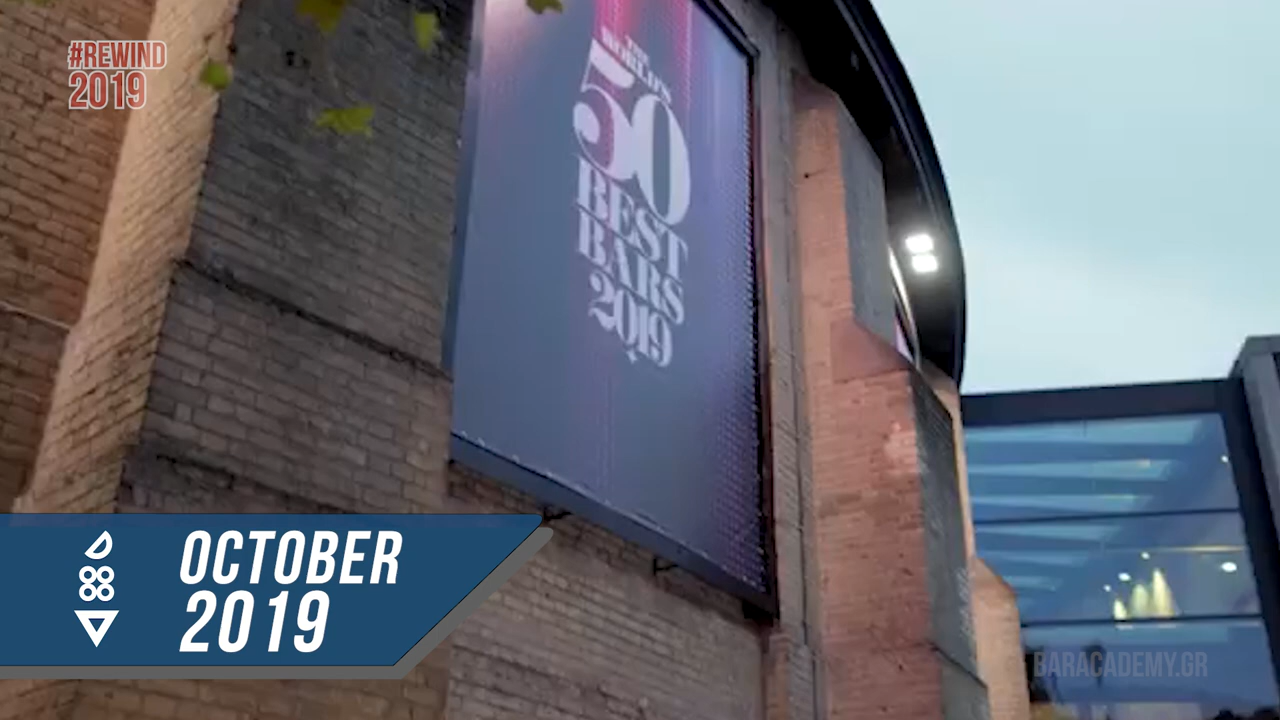 #REWIND
2019
THE
WORLD'S
50
BEST
BARS
2019
OCTOBER
2019
BARACADEMY.GR